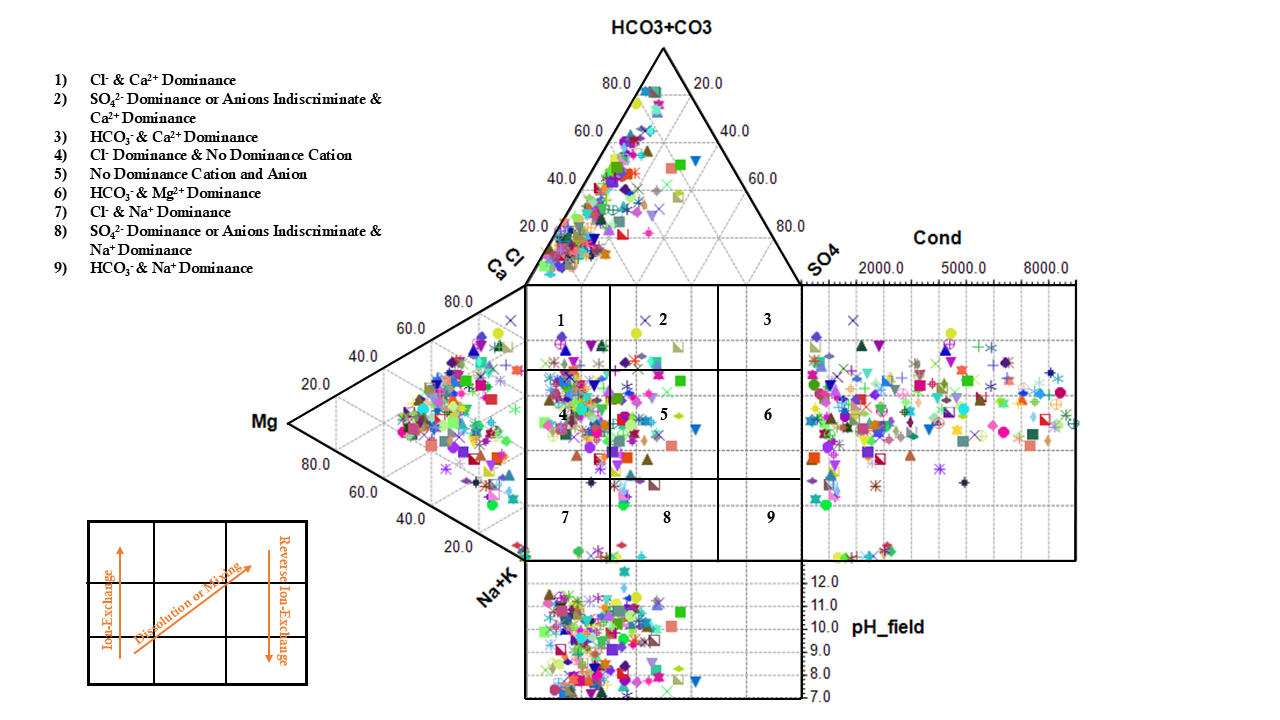 HCO3+CO3
80.0 20.0
60.0 40.0
40.0 60.0
20.0 80.0
Cl
SO4
1) Cl⁻ & Ca²⁺ Dominance
2) SO₄²⁻ Dominance or Anions Indiscriminate &
Ca²⁺ Dominance
3) HCO₃⁻ & Ca²⁺ Dominance
4) Cl⁻ Dominance & No Dominance Cation
5) No Dominance Cation and Anion
6) HCO₃⁻ & Mg²⁺ Dominance
7) Cl⁻ & Na⁺ Dominance
8) SO₄²⁻ Dominance or Anions Indiscriminate &
Na⁺ Dominance
9) HCO₃⁻ & Na⁺ Dominance
Cond
2000.0 5000.0 8000.0
80.0
60.0
40.0
20.0
Mg
80.0
60.0
40.0
20.0
Na+K
1 2 3
4 5 6
7 8 9
12.0
11.0
10.0
9.0
8.0
7.0
pH_field
Ion-Exchange
Dissolution or Mixing
Reverse Ion-Exchange